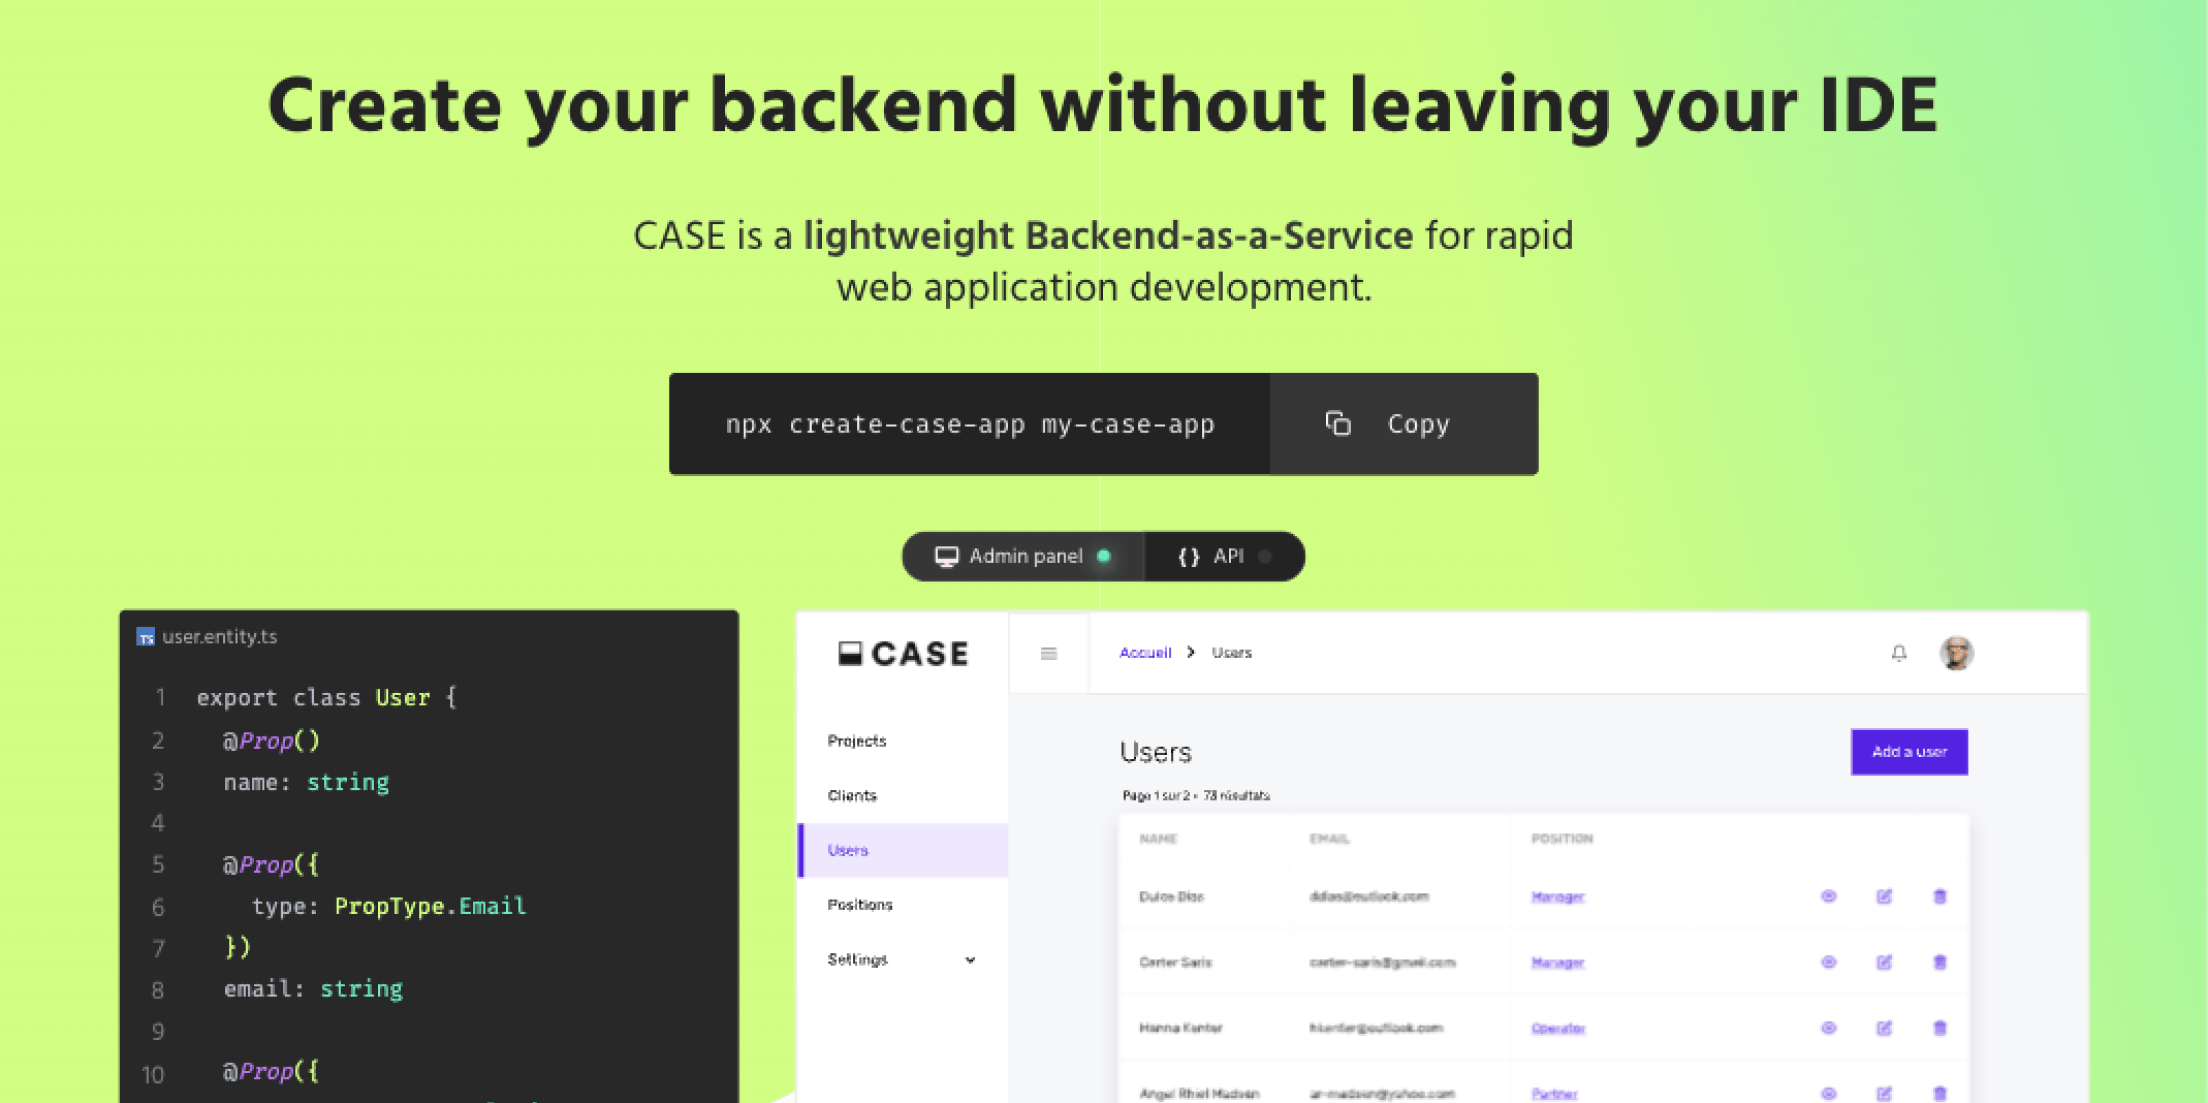 Create your backend without leaving your IDE
CASE is a lightweight Backend-as-a-Service for rapid
web application development.
npx create-case-app my-case-app
Copy
Admin panel
{} API
TS user.entity.ts
1 export class User {
2 @Prop()
3 name: string
4
5 @Prop({
6 type: PropType.Email
7 })
8 email: string
9
10 @Prop({
CASE
Accueil > Users
Projects
Clients
Users
Positions
Settings
Users
Add a user
Page 1 sur 2 • 73 résultats
NAME EMAIL POSITION
Dulce Dias ddias@outlook.com Manager
Carter Saris carter-saris@gmail.com Manager
Hanna Kenter hkenter@outlook.com Operator
Angel Rhiel Madsen ar-madsen@yahoo.com Partner